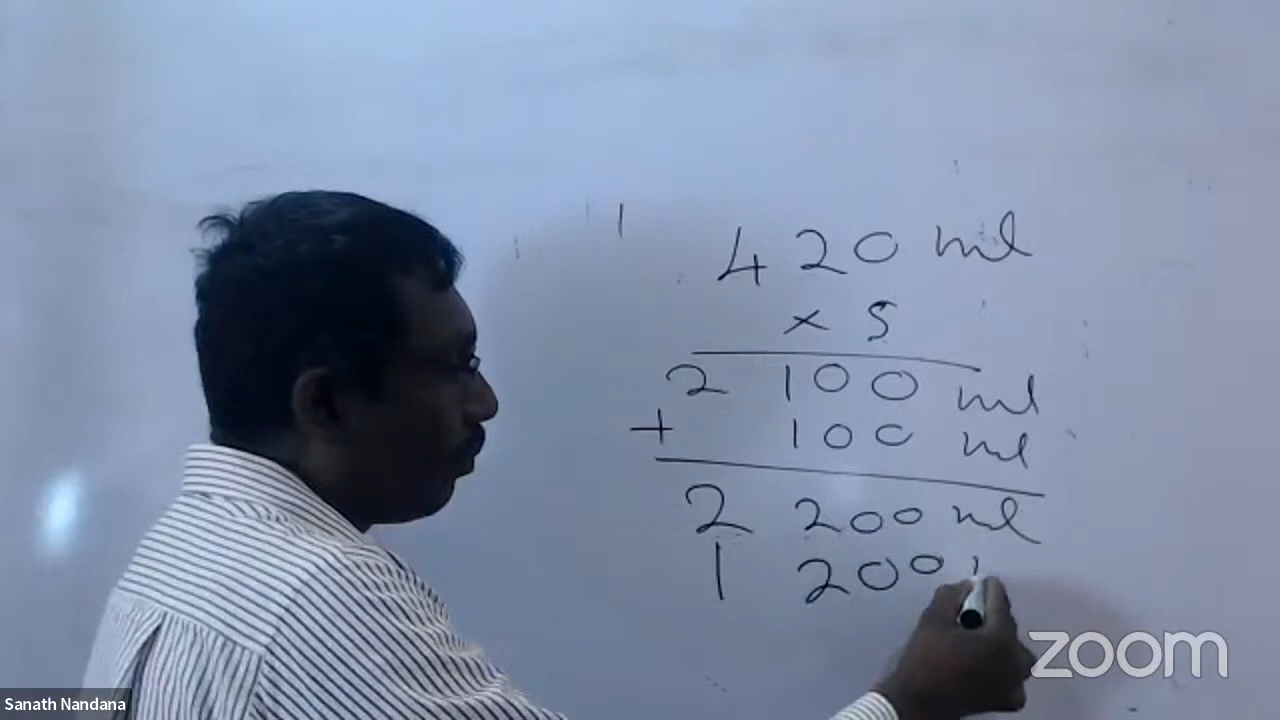 420 ml
× 5
2 100 ml
+ 100 ml
2 200 ml
1 200
zoom
Sanath Nandana